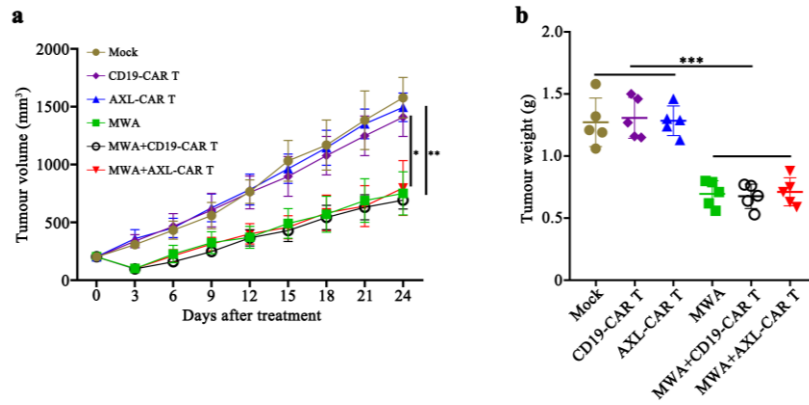 a
Tumour volume (mm³)
2000
1500
1000
500
0
Mock
CD19-CAR T
AXL-CAR T
MWA
MWA+CD19-CAR T
MWA+AXL-CAR T
*
**
0 3 6 9 12 15 18 21 24
Days after treatment
b
Tumour weight (g)
2.0
1.5
1.0
0.5
0.0
***
Mock
CD19-CAR T
AXL-CAR T
MWA
MWA+CD19-CAR T
MWA+AXL-CAR T